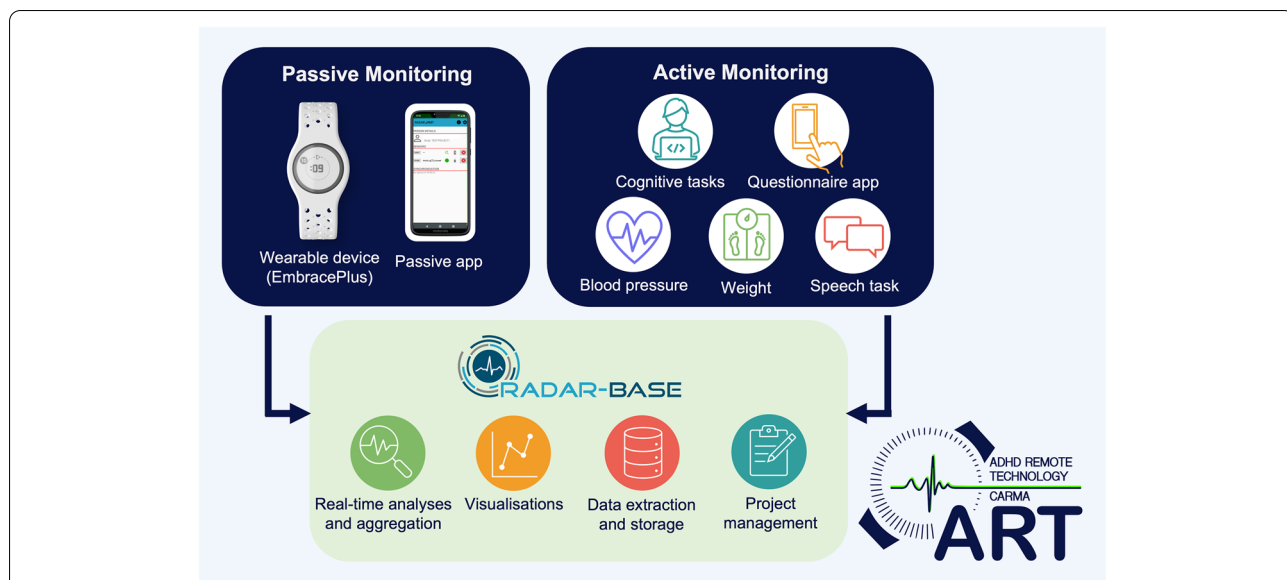 Passive Monitoring
Wearable device
(EmbracePlus)
Passive app
:09
Active Monitoring
</>
Cognitive tasks
Questionnaire app
Blood pressure
Weight
Speech task
RADAR-BASE
Real-time analyses
and aggregation
Visualisations
Data extraction
and storage
Project
management
ADHD REMOTE
TECHNOLOGY
CARMA
ART